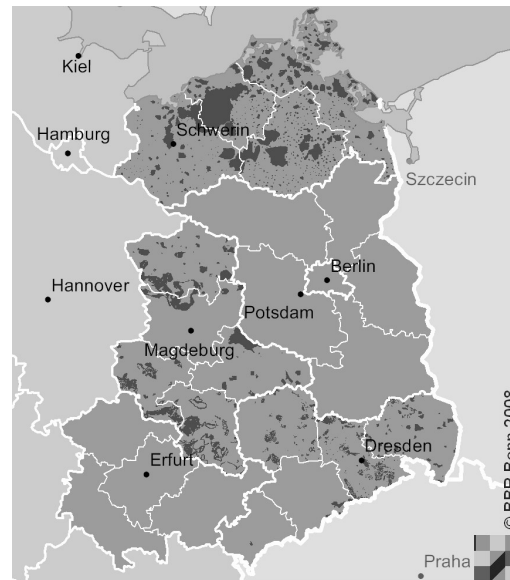 Kiel
Hamburg
Schwerin
Szczecin
Hannover
Berlin
Potsdam
Magdeburg
Erfurt
Dresden
Praha
© BBR Bonn 2008